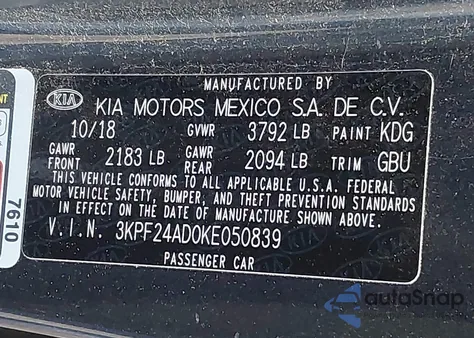 MANUFACTURED BY
KIA KIA MOTORS MEXICO S.A. DE C.V.
10/18 GVWR 3792 LB PAINT KDG
GAWR FRONT 2183 LB GAWR REAR 2094 LB TRIM GBU
THIS VEHICLE CONFORMS TO ALL APPLICABLE U.S.A. FEDERAL
MOTOR VEHICLE SAFETY, BUMPER, AND THEFT PREVENTION STANDARDS
IN EFFECT ON THE DATE OF MANUFACTURE SHOWN ABOVE.
V.I.N. 3KPF24AD0KE050839
PASSENGER CAR
7610
autoSnap